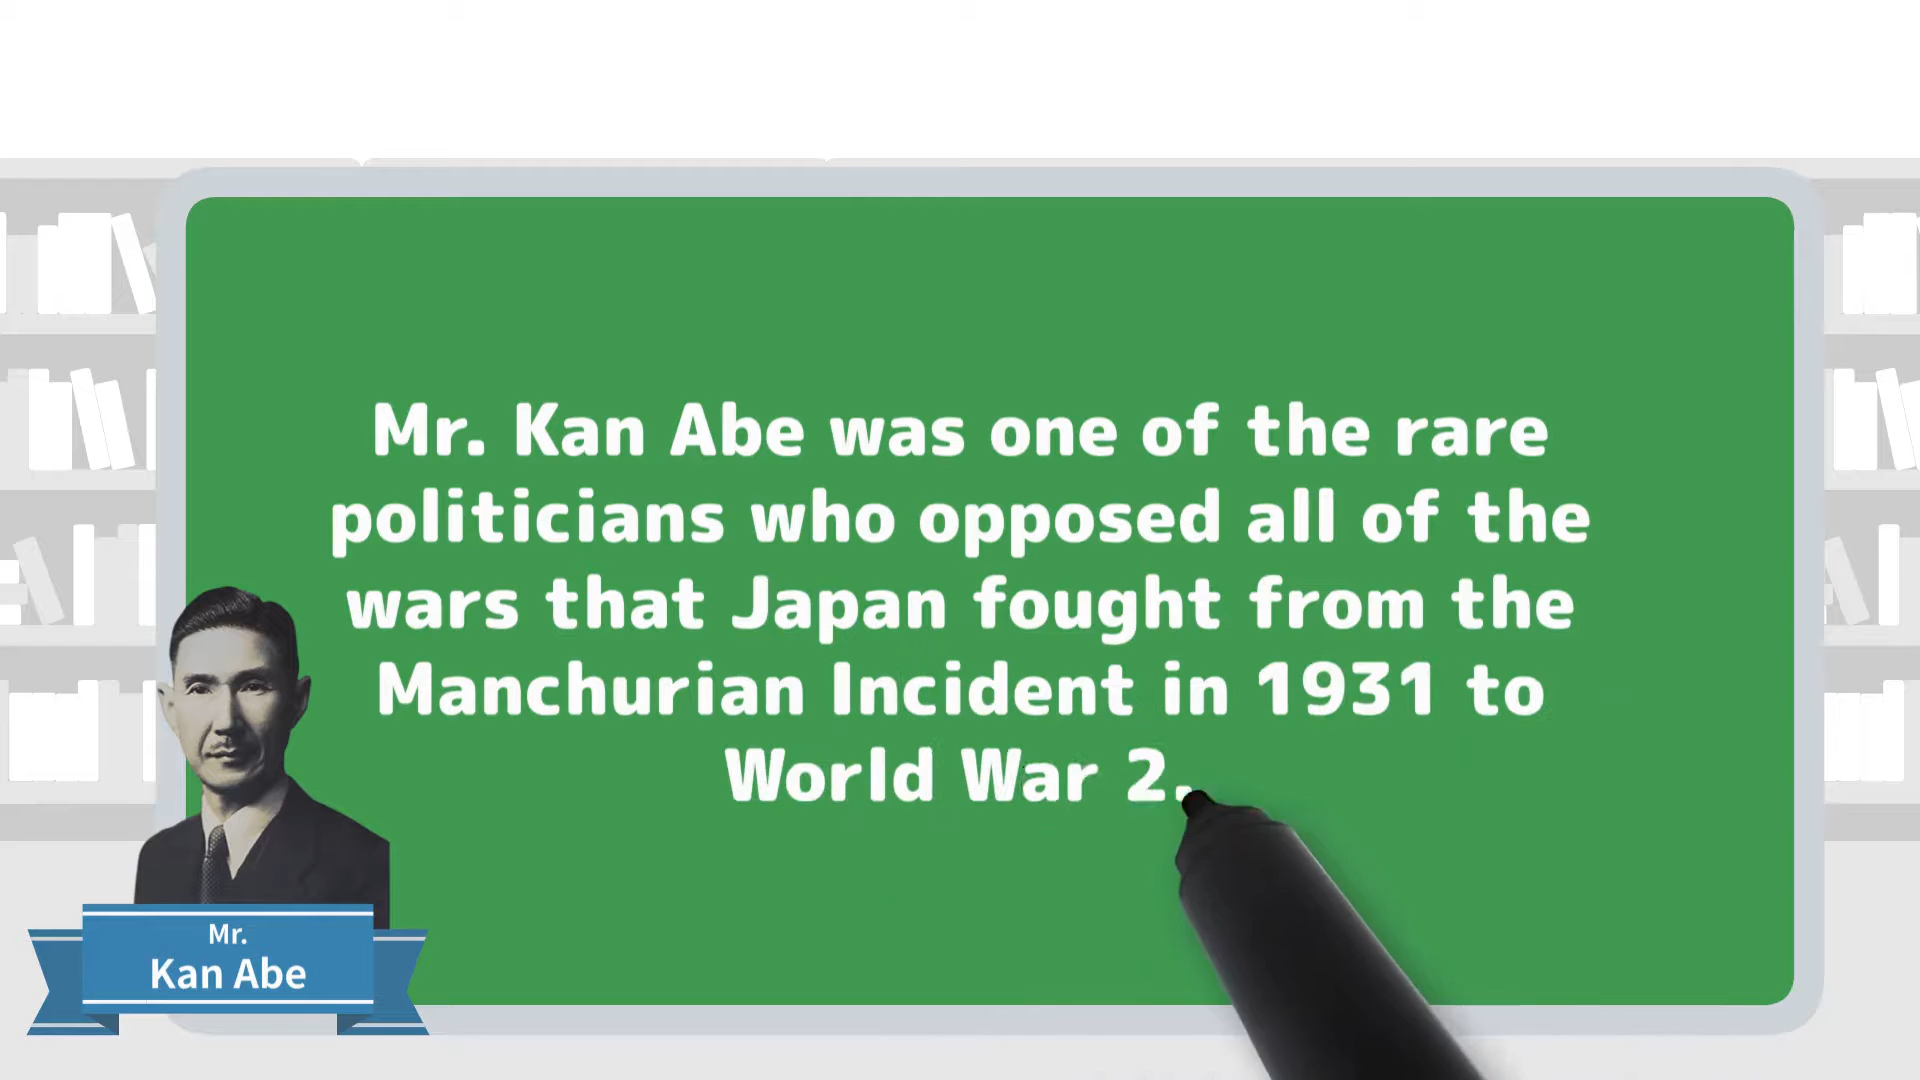 Mr. Kan Abe was one of the rare
politicians who opposed all of the
wars that Japan fought from the
Manchurian Incident in 1931 to
World War 2.
Mr.
Kan Abe